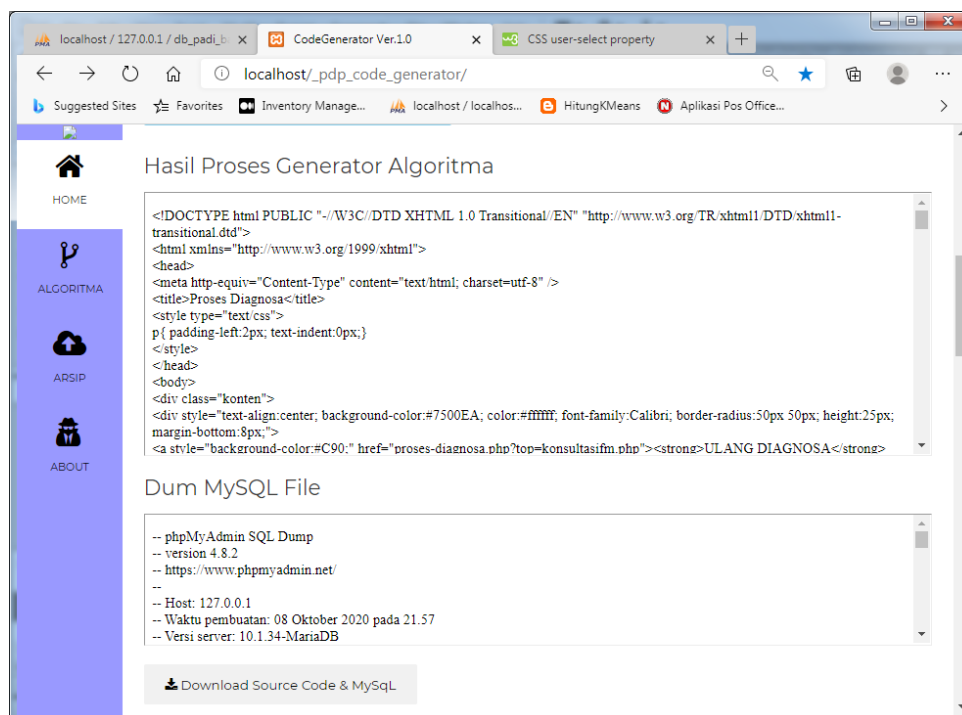 localhost / 127.0.0.1 / db_padi_b
CodeGenerator Ver.1.0
CSS user-select property
localhost/_pdp_code_generator/
Suggested Sites
Favorites
Inventory Manage...
localhost / localhos...
HitungKMeans
Aplikasi Pos Office...
HOME
ALGORITMA
ARSIP
ABOUT
Hasil Proses Generator Algoritma
<!DOCTYPE html PUBLIC "-//W3C//DTD XHTML 1.0 Transitional//EN" "http://www.w3.org/TR/xhtml1/DTD/xhtml1-
transitional.dtd">
<html xmlns="http://www.w3.org/1999/xhtml">
<head>
<meta http-equiv="Content-Type" content="text/html; charset=utf-8" />
<title>Proses Diagnosa</title>
<style type="text/css">
p{ padding-left:2px; text-indent:0px;}
</style>
</head>
<body>
<div class="konten">
<div style="text-align:center; background-color:#7500EA; color:#ffffff; font-family:Calibri; border-radius:50px 50px; height:25px;
margin-bottom:8px;">
<a style="background-color:#C90;" href="proses-diagnosa.php?top=konsultasifm.php"><strong>ULANG DIAGNOSA</strong>
Dum MySQL File
-- phpMyAdmin SQL Dump
-- version 4.8.2
-- https://www.phpmyadmin.net/
--
-- Host: 127.0.0.1
-- Waktu pembuatan: 08 Oktober 2020 pada 21.57
-- Versi server: 10.1.34-MariaDB
Download Source Code & MySqL